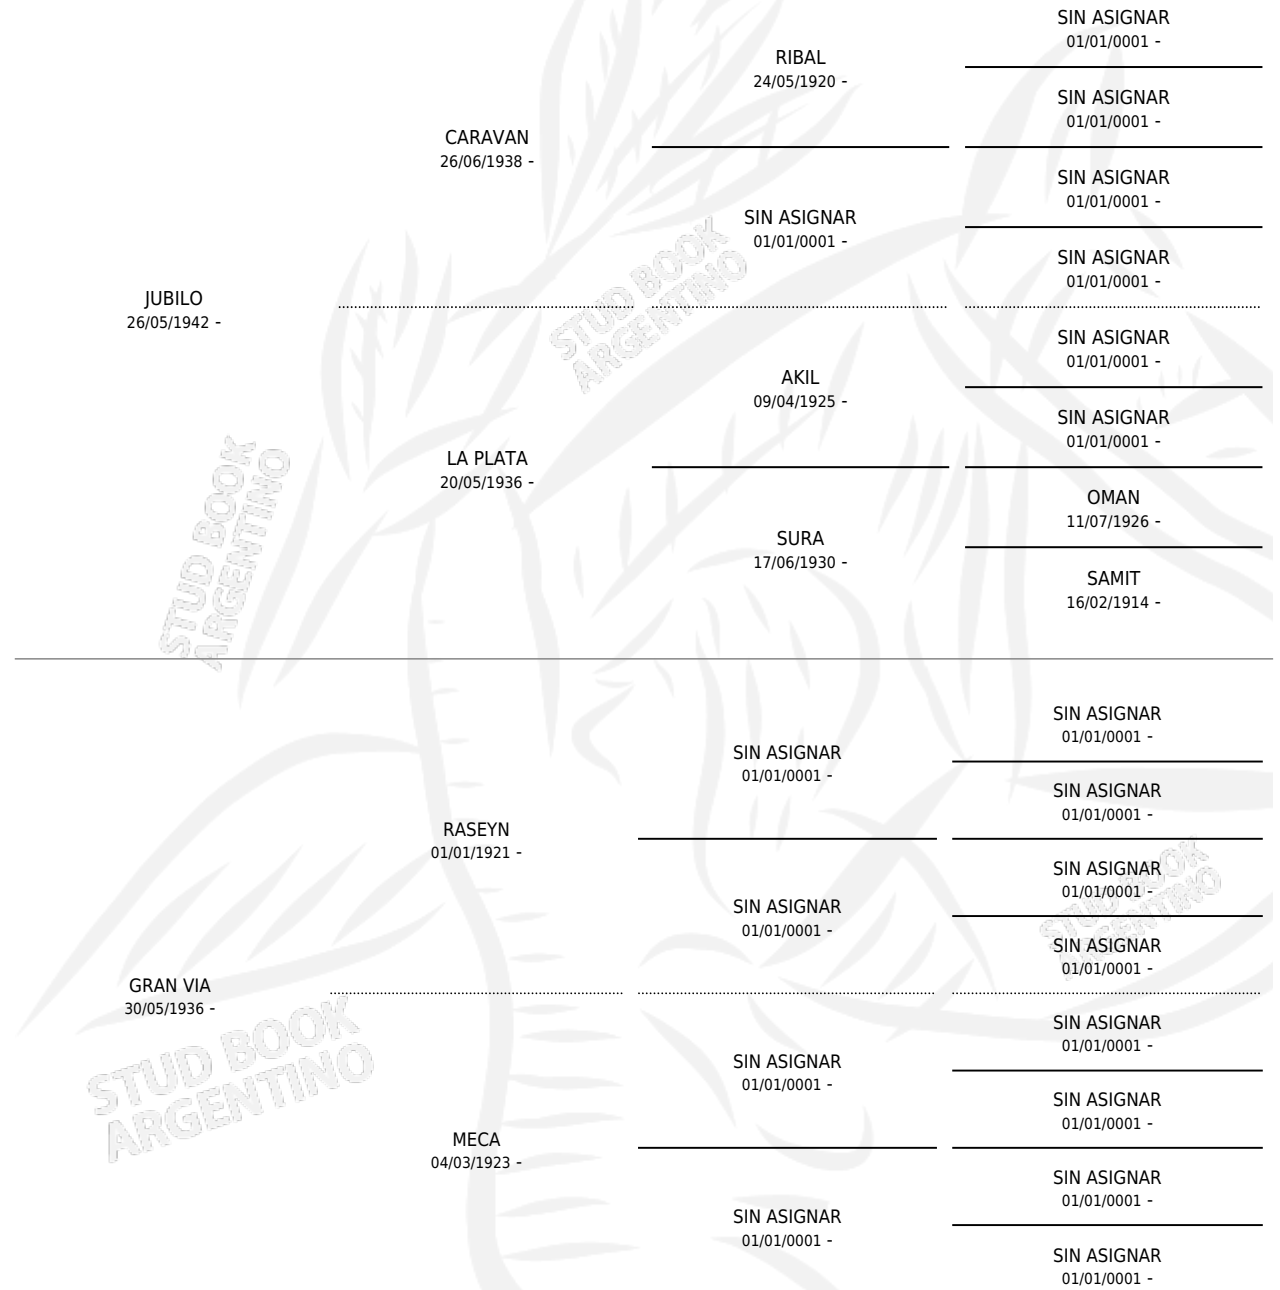 SIN ASIGNAR
01/01/0001 -
RIBAL
24/05/1920 -
SIN ASIGNAR
01/01/0001 -
CARAVAN
26/06/1938 -
SIN ASIGNAR
01/01/0001 -
SIN ASIGNAR
01/01/0001 -
SIN ASIGNAR
01/01/0001 -
STUD BOOK
ARGENTINO
JUBILO
26/05/1942 -
SIN ASIGNAR
01/01/0001 -
AKIL
09/04/1925 -
SIN ASIGNAR
01/01/0001 -
LA PLATA
20/05/1936 -
STUD BOOK
ARGENTINO
OMAN
11/07/1926 -
SURA
17/06/1930 -
SAMIT
16/02/1914 -
SIN ASIGNAR
01/01/0001 -
SIN ASIGNAR
01/01/0001 -
SIN ASIGNAR
01/01/0001 -
RASEYN
01/01/1921 -
SIN ASIGNAR
01/01/0001 -
STUD BOOK
ARGENTINO
SIN ASIGNAR
01/01/0001 -
SIN ASIGNAR
01/01/0001 -
GRAN VIA
30/05/1936 -
STUD BOOK
ARGENTINO
SIN ASIGNAR
01/01/0001 -
SIN ASIGNAR
01/01/0001 -
SIN ASIGNAR
01/01/0001 -
MECA
04/03/1923 -
SIN ASIGNAR
01/01/0001 -
SIN ASIGNAR
01/01/0001 -
SIN ASIGNAR
01/01/0001 -